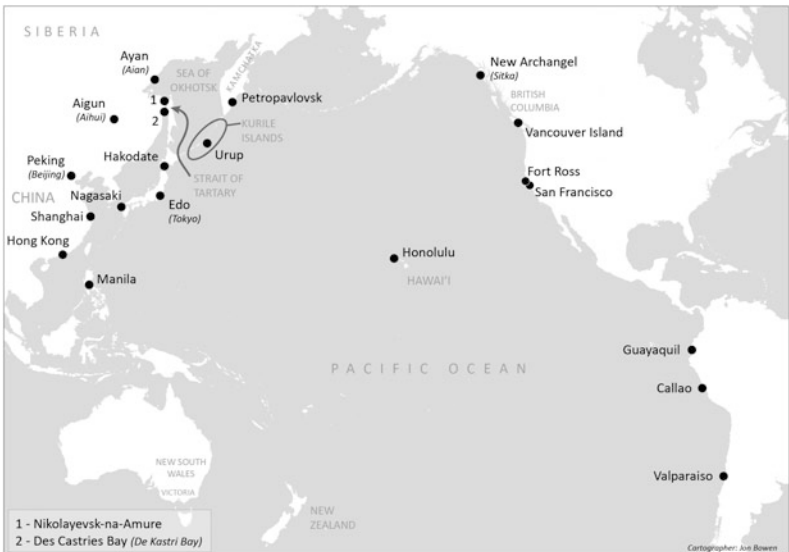 SIBERIA
Ayan
(Aian)
SEA OF
OKHOTSK
KAMCHATKA
New Archangel
(Sitka)
1
Petropavlovsk
BRITISH
COLUMBIA
Aigun
(Aihui)
2
KURILE
ISLANDS
Vancouver Island
Hakodate
Urup
Peking
(Beijing)
STRAIT OF
TARTARY
Fort Ross
San Francisco
CHINA
Nagasaki
Edo
(Tokyo)
Shanghai
Hong Kong
Honolulu
Manila
HAWAI'I
Guayaquil
PACIFIC OCEAN
Callao
NEW SOUTH
WALES
Valparaiso
VICTORIA
NEW
ZEALAND
1 - Nikolayevsk-na-Amure
2 - Des Castries Bay (De Kastri Bay)
Cartographer: Jon Bowen